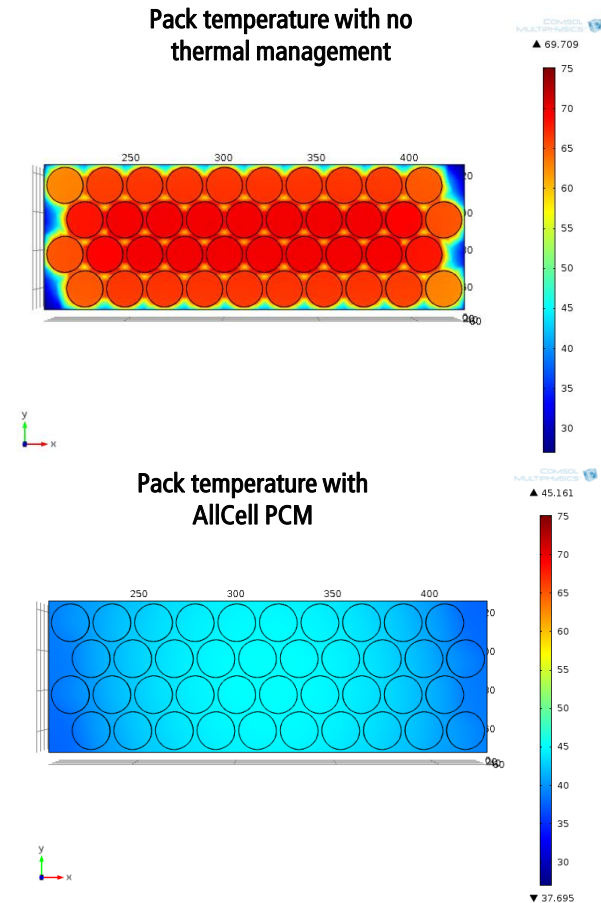 Pack temperature with no
thermal management
COMSOL
MULTIPHYSICS
▲ 69.709
75
70
65
60
55
50
45
40
35
30
250 300 350 400
y
x
Pack temperature with
AllCell PCM
COMSOL
MULTIPHYSICS
▲ 45.161
75
70
65
60
55
50
45
40
35
30
▼ 37.695
250 300 350 400
y
x